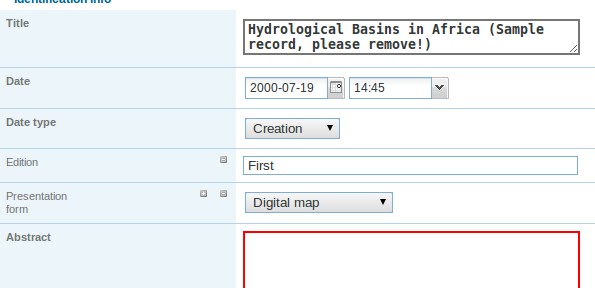 Identification info
Title
Hydrological Basins in Africa (Sample
record, please remove!)
Date
2000-07-19 14:45
Date type
Creation
Edition
First
Presentation
form
Digital map
Abstract